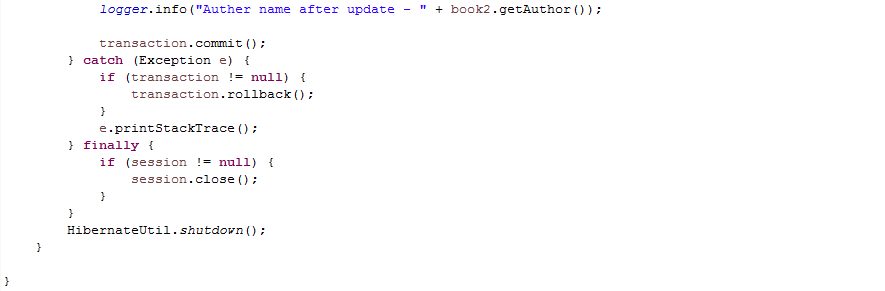 logger.info("Auther name after update - " + book2.getAuthor());
transaction.commit();
} catch (Exception e) {
if (transaction != null) {
transaction.rollback();
}
e.printStackTrace();
} finally {
if (session != null) {
session.close();
}
}
HibernateUtil.shutdown();
}
}